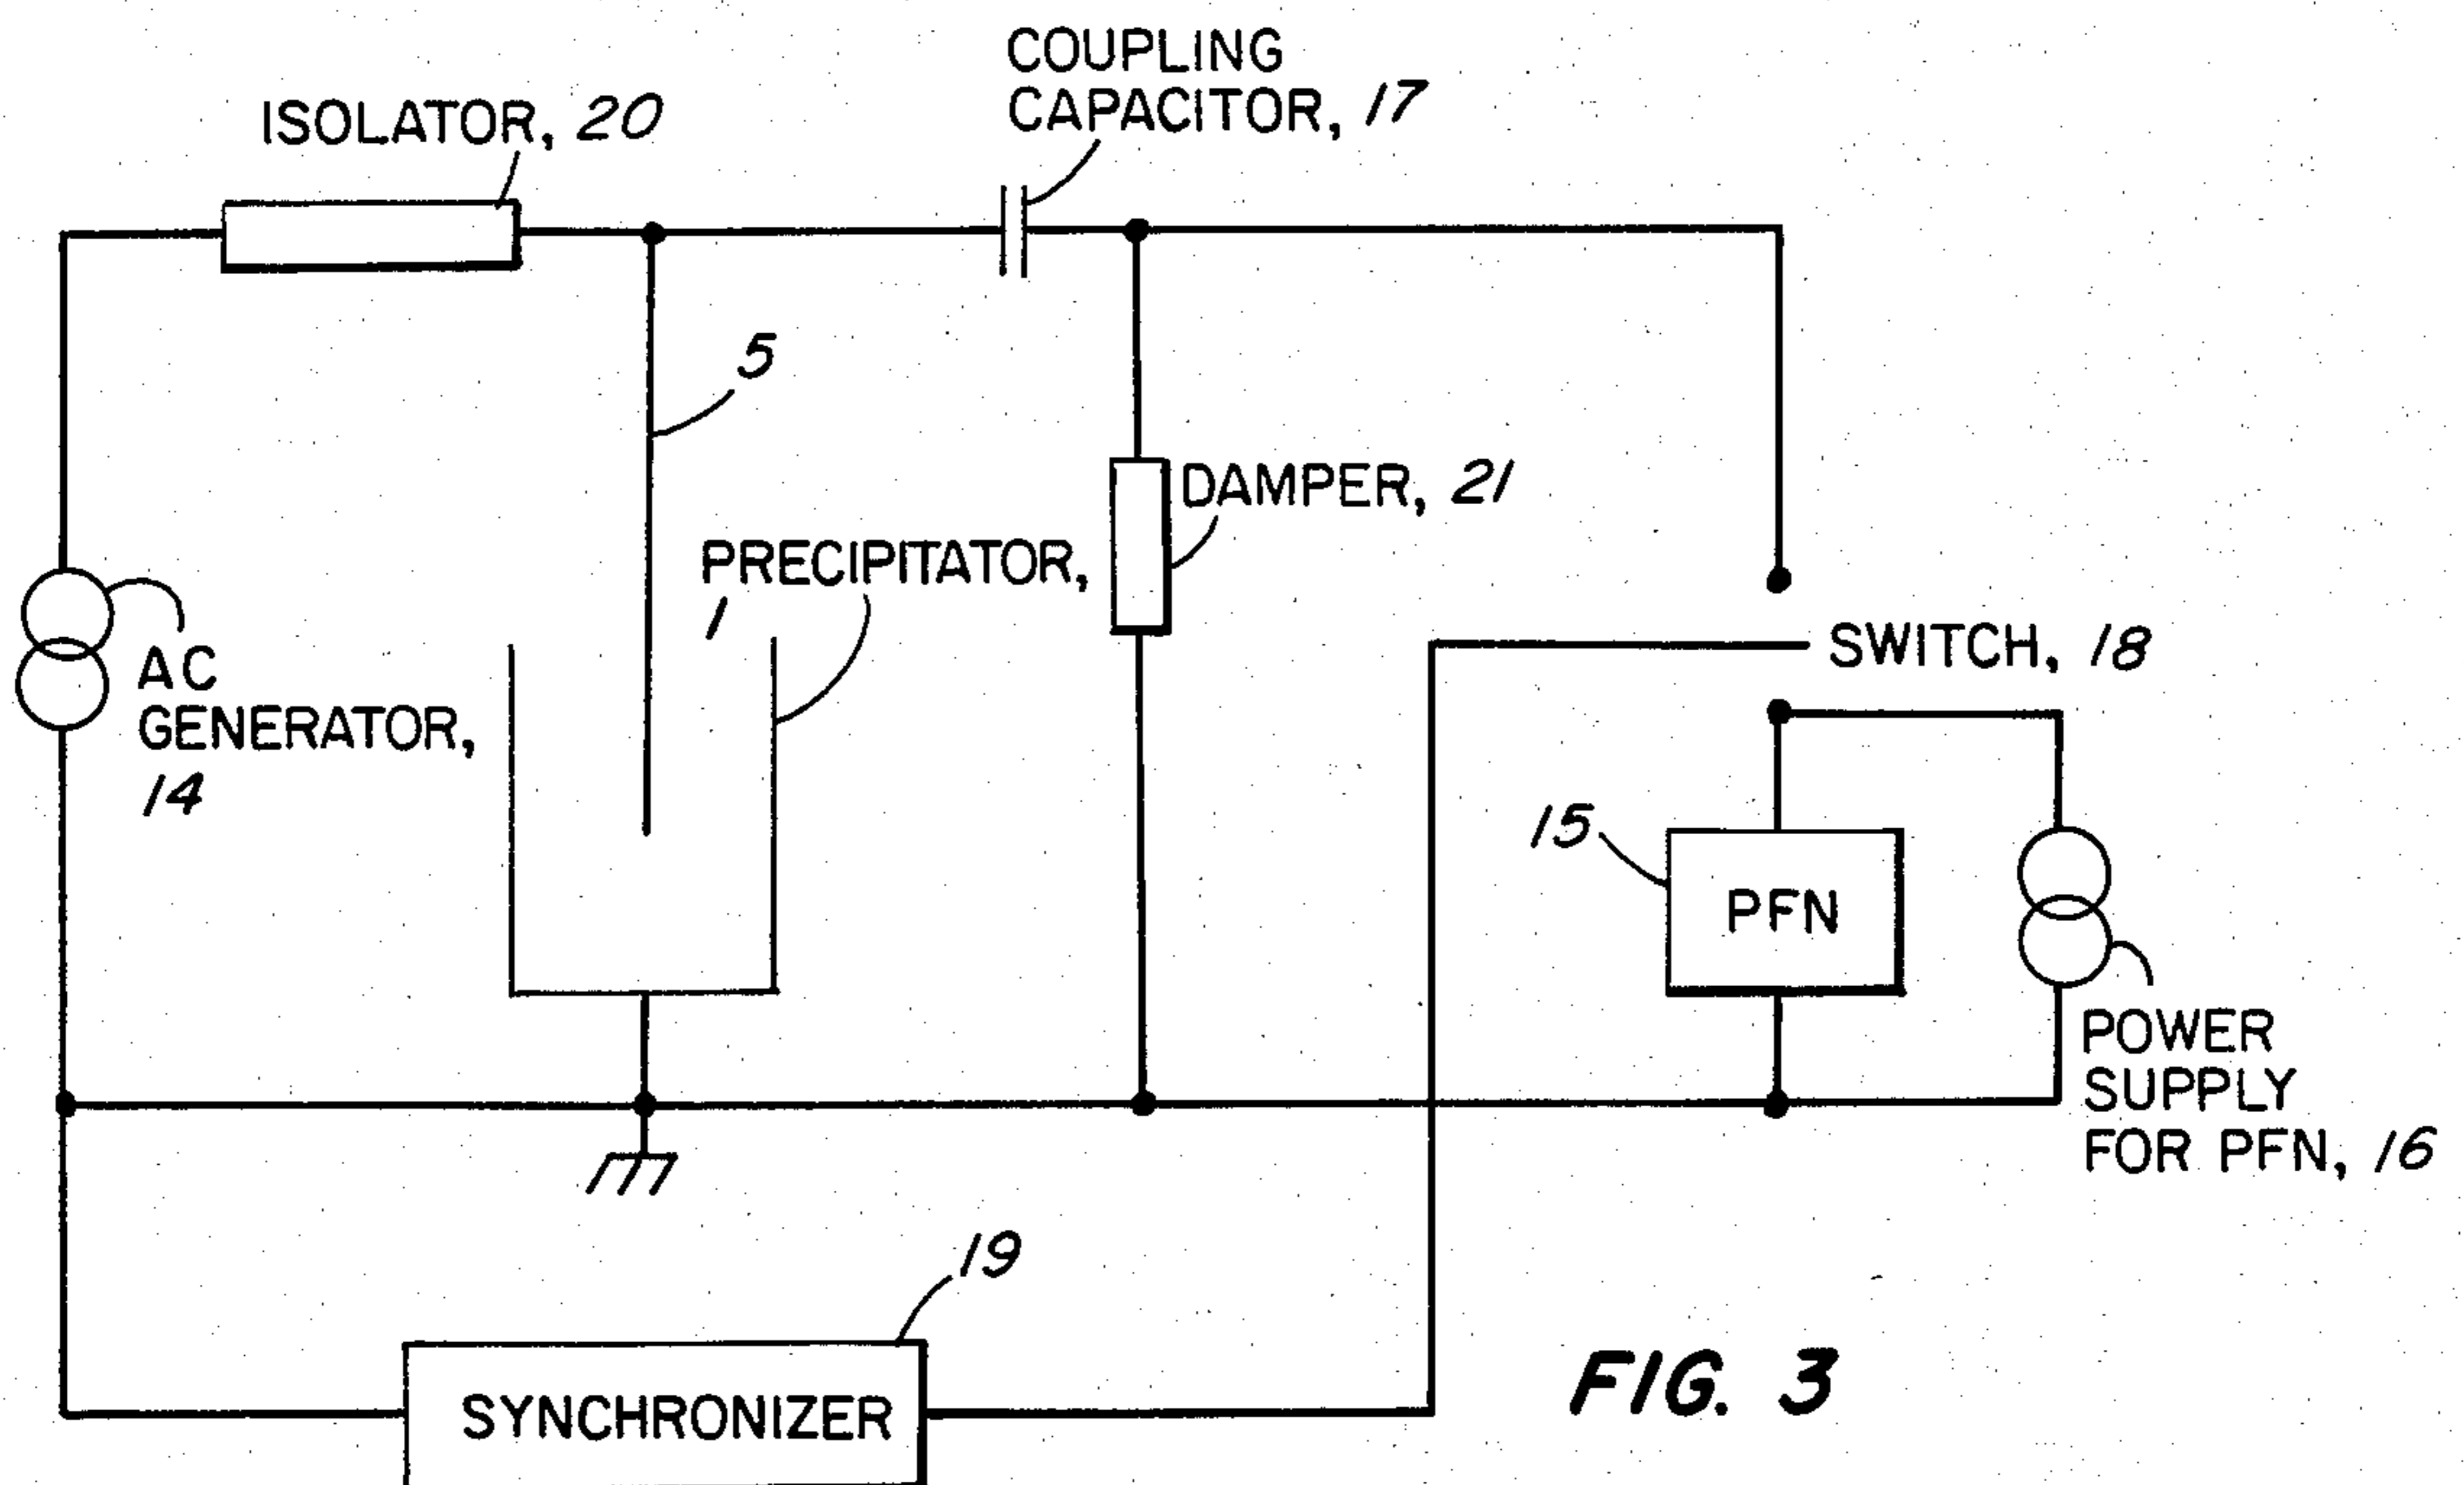 COUPLING
CAPACITOR, 17
ISOLATOR, 20
5
DAMPER, 21
PRECIPITATOR,
1
AC
GENERATOR,
14
SWITCH, 18
15
PFN
POWER
SUPPLY
FOR PFN, 16
19
SYNCHRONIZER
FIG. 3